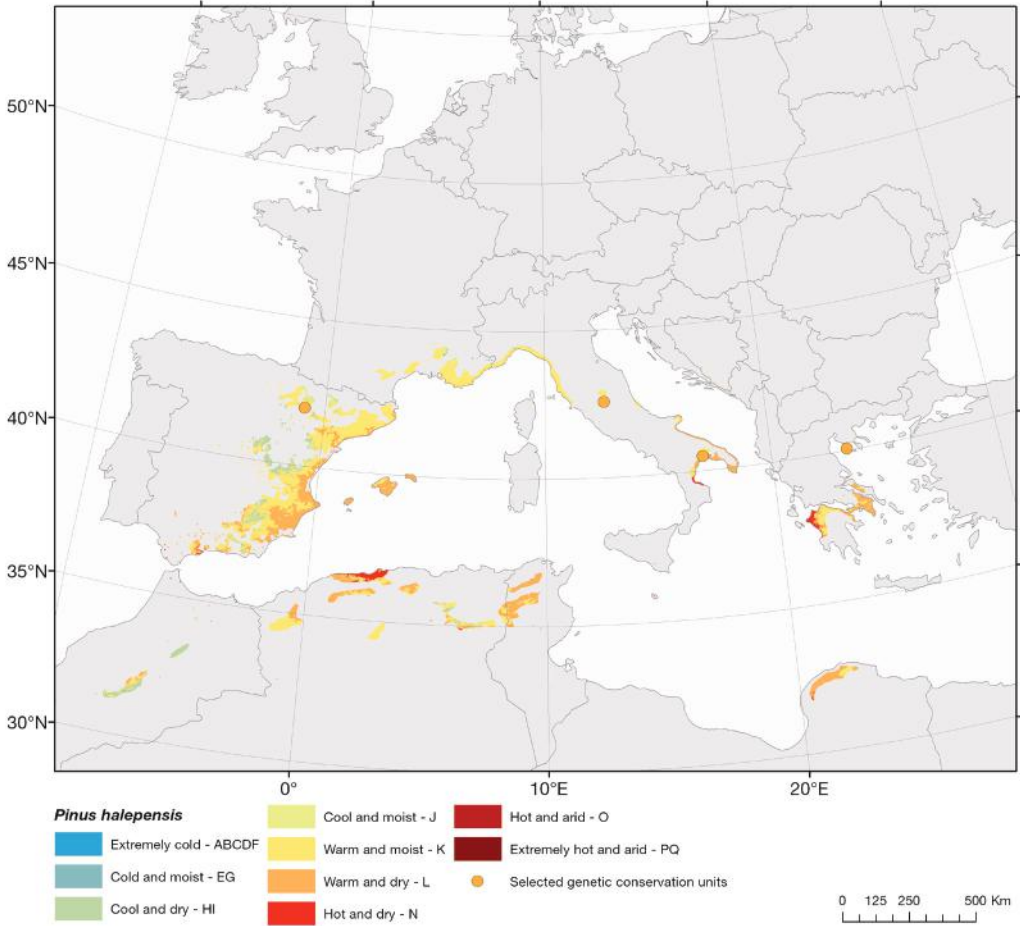 50°N
45°N
40°N
35°N
30°N
0°
10°E
20°E
Pinus halepensis
Extremely cold - ABCDF
Cold and moist - EG
Cool and dry - HI
Cool and moist - J
Warm and moist - K
Warm and dry - L
Hot and dry - N
Hot and arid - O
Extremely hot and arid - PQ
Selected genetic conservation units
0 125 250 500 Km